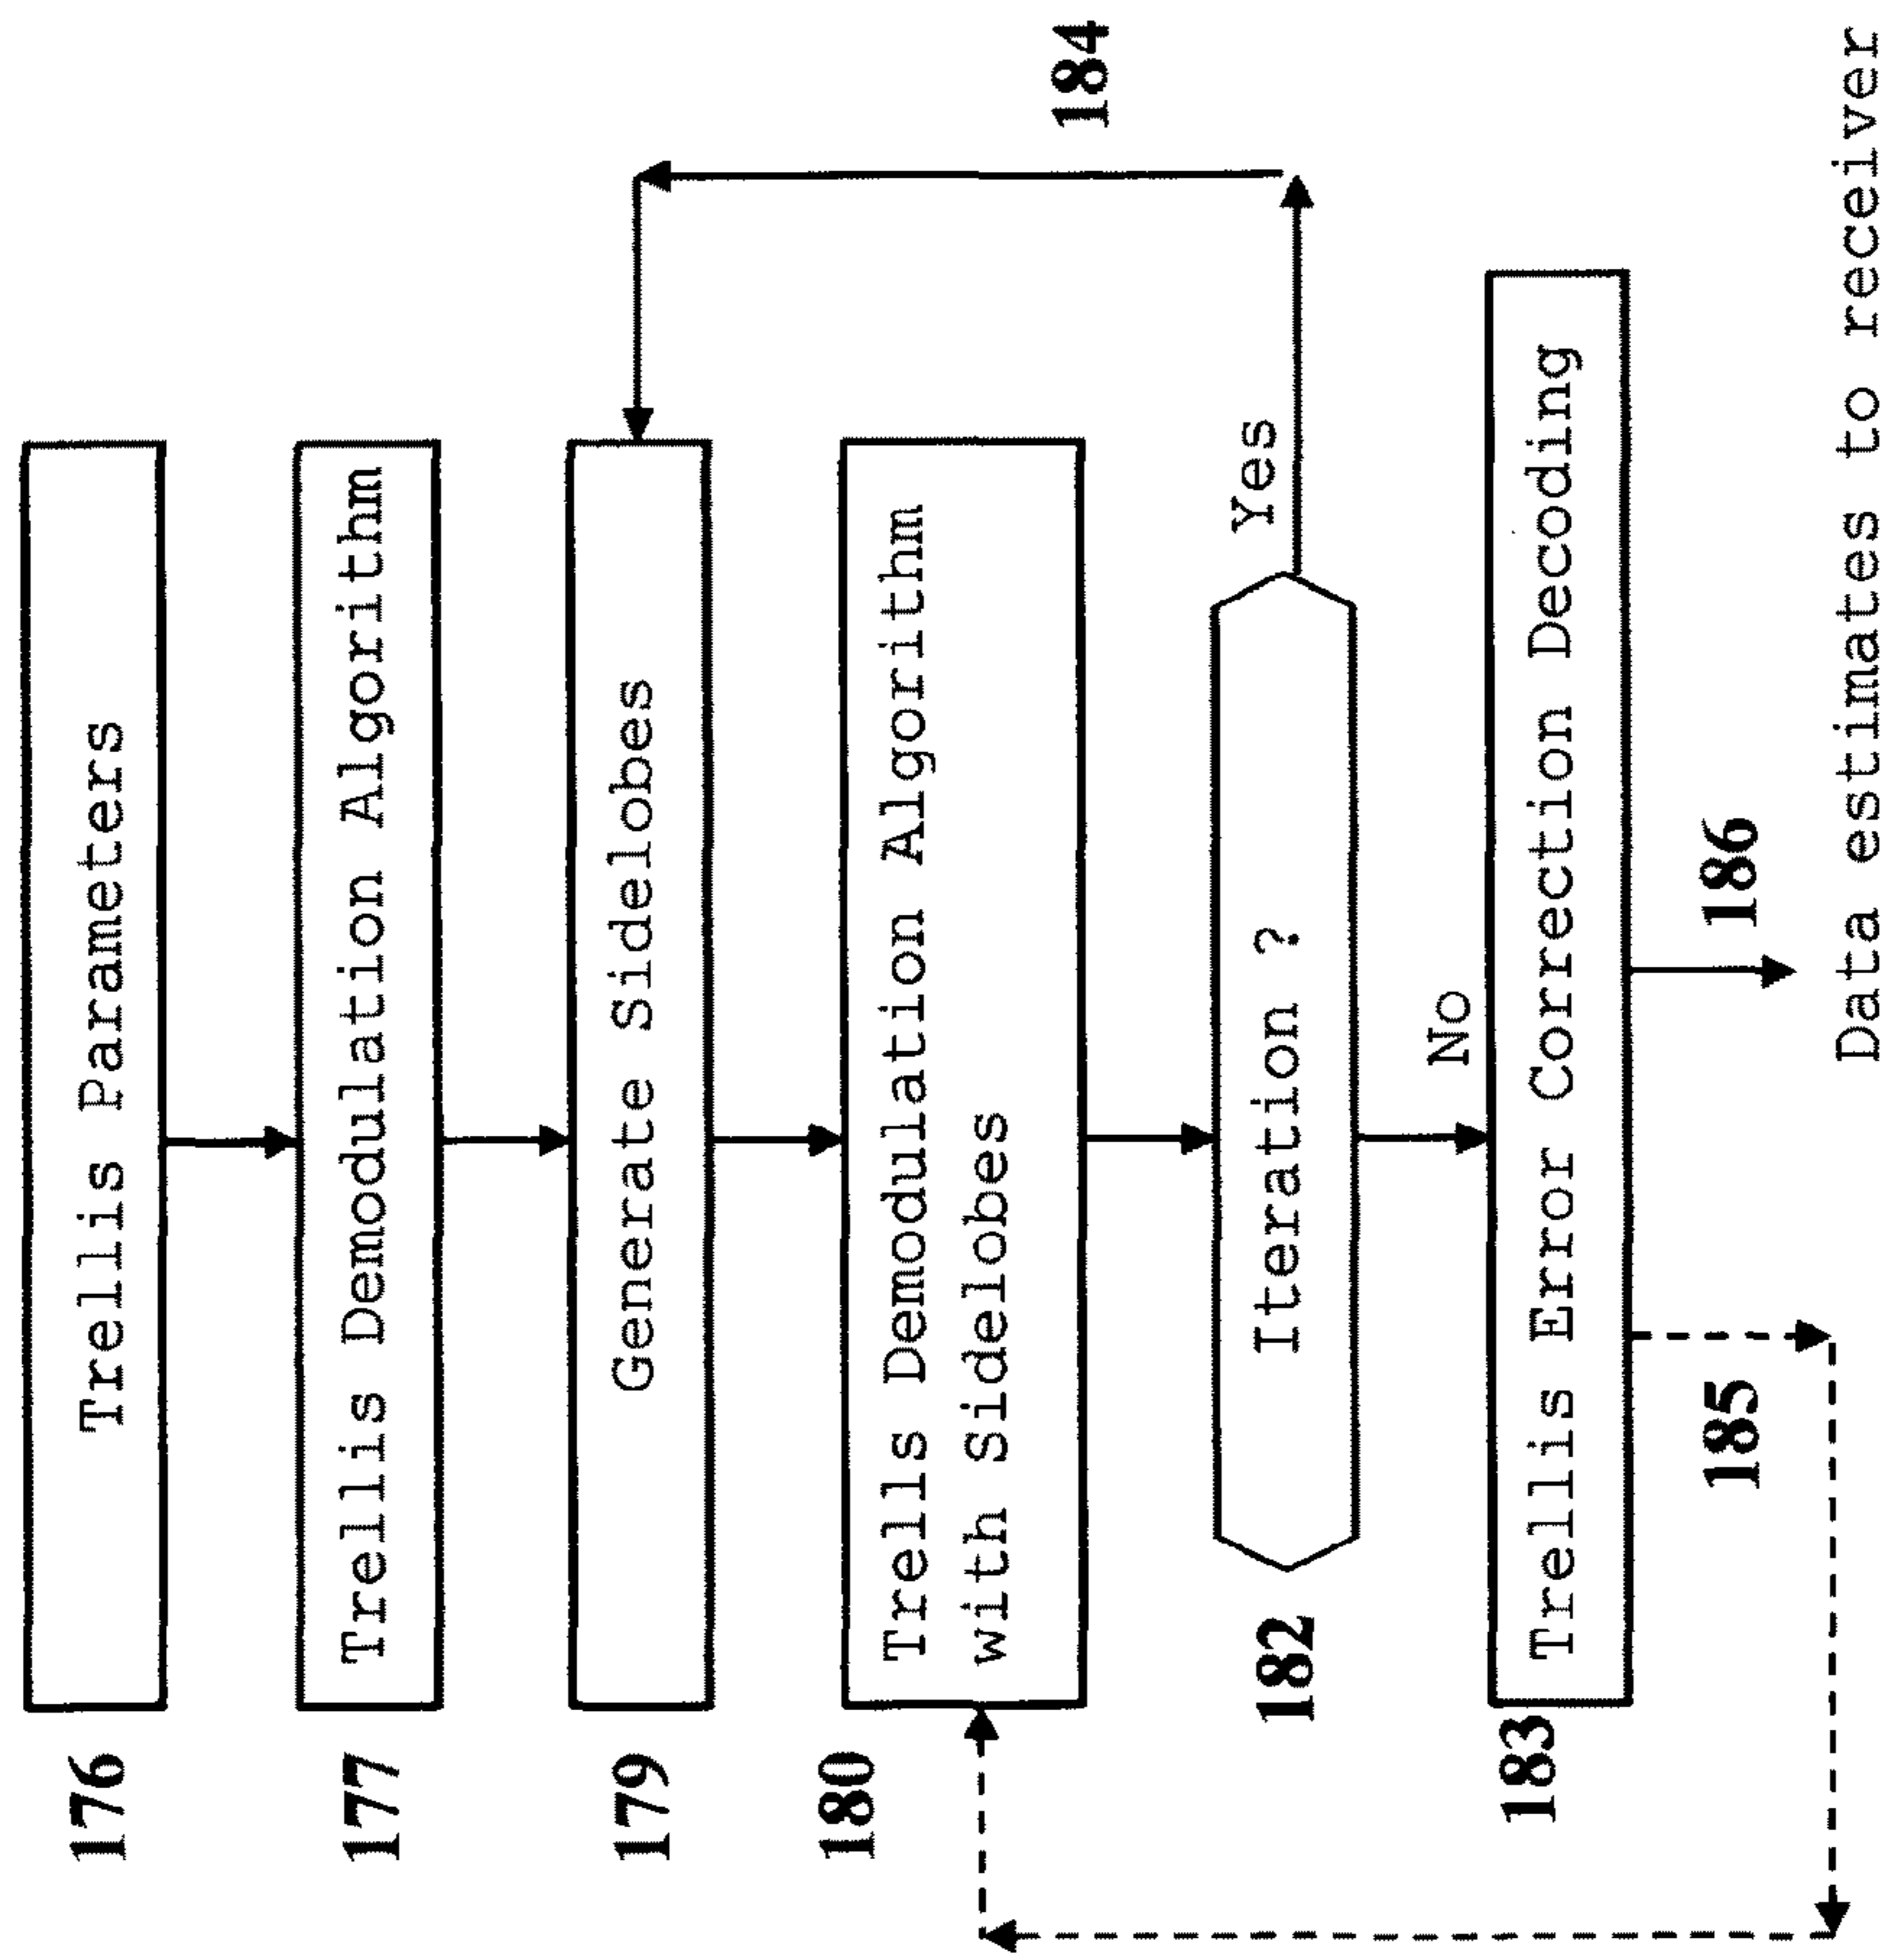 176
Trellis Parameters
177
Trellis Demodulation Algorithm
179
Generate Sidelobes
180
Trells Demodulation Algorithm
with Sidelobes
184
182
Iteration ?
Yes
No
183
Trellis Error Correction Decoding
185
186
Data estimates to receiver